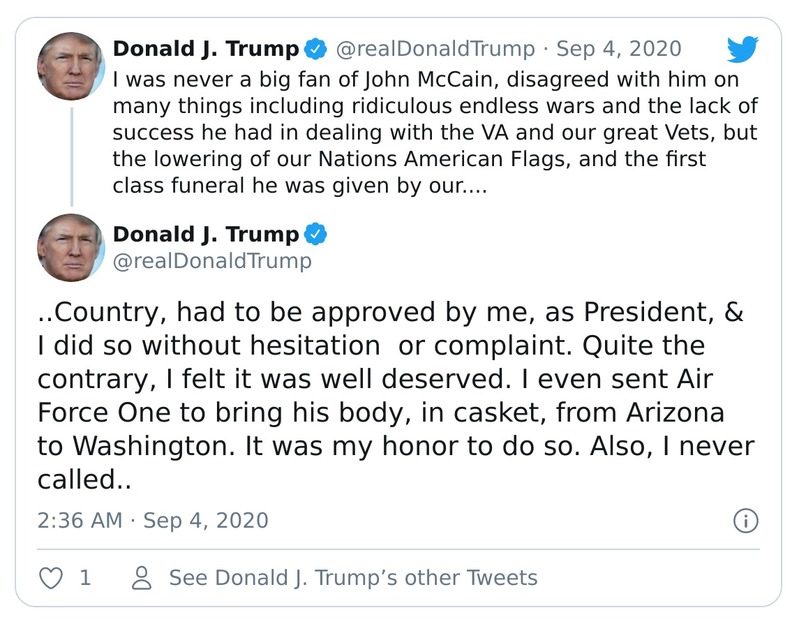 Donald J. Trump @realDonaldTrump · Sep 4, 2020
I was never a big fan of John McCain, disagreed with him on
many things including ridiculous endless wars and the lack of
success he had in dealing with the VA and our great Vets, but
the lowering of our Nations American Flags, and the first
class funeral he was given by our....
Donald J. Trump
@realDonaldTrump
..Country, had to be approved by me, as President, &
I did so without hesitation  or complaint. Quite the
contrary, I felt it was well deserved. I even sent Air
Force One to bring his body, in casket, from Arizona
to Washington. It was my honor to do so. Also, I never
called..
2:36 AM · Sep 4, 2020
1 See Donald J. Trump’s other Tweets